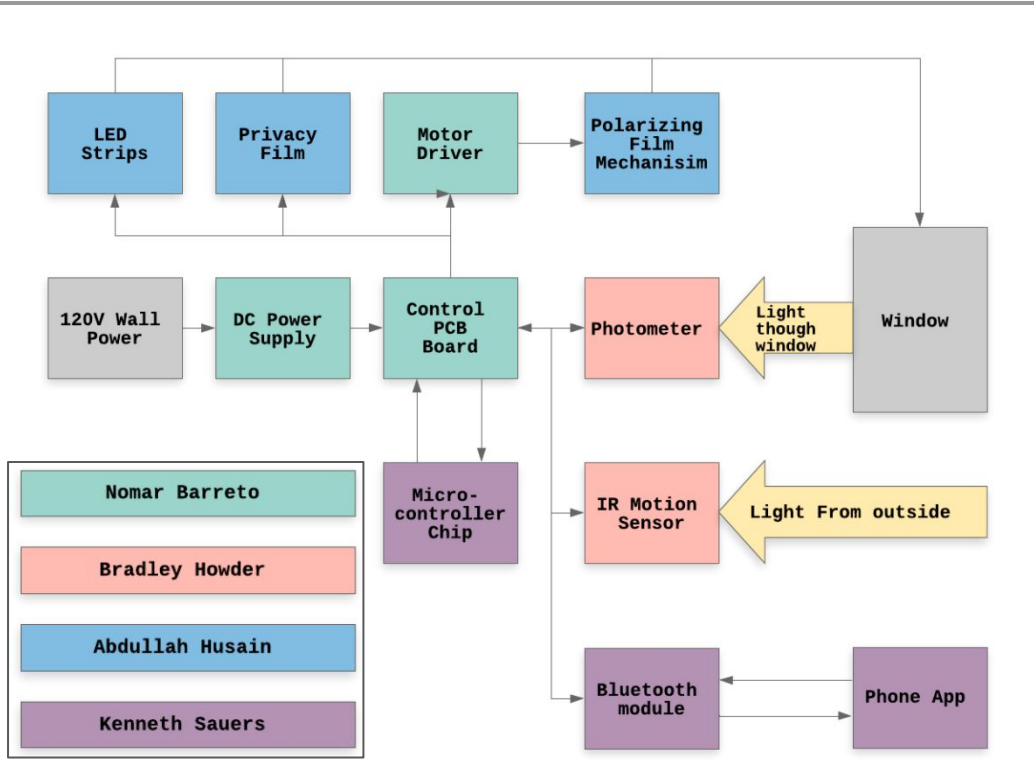 LED
Strips
Privacy
Film
Motor
Driver
Polarizing
Film
Mechanisim
120V Wall
Power
DC Power
Supply
Control
PCB
Board
Photometer
Light
though
window
Window
Micro-
controller
Chip
IR Motion
Sensor
Light From outside
Nomar Barreto
Bradley Howder
Abdullah Husain
Kenneth Sauers
Bluetooth
module
Phone App